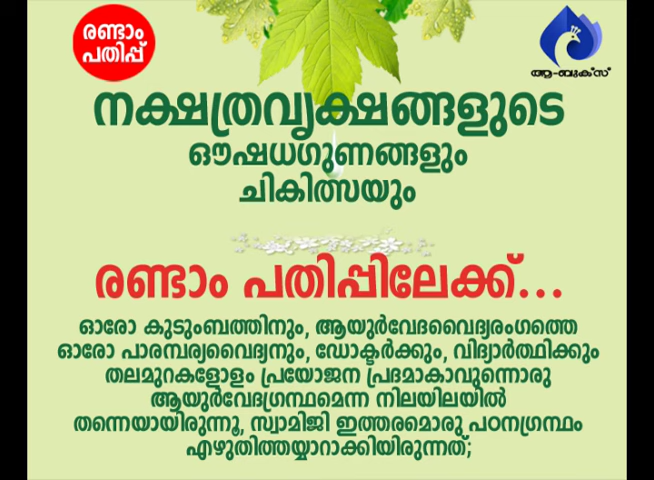 രണ്ടാം
പതിപ്പ്
ആ-ബുക്സ്
നക്ഷത്രവൃക്ഷങ്ങളുടെ
ഔഷധഗുണങ്ങളും
ചികിത്സയും
രണ്ടാം പതിപ്പിലേക്ക്...
ഓരോ കുടുംബത്തിനും, ആയുർവേദവൈദ്യരംഗത്തെ
ഓരോ പാരമ്പര്യവൈദ്യനും, ഡോക്ടർക്കും, വിദ്യാർത്ഥിക്കും
തലമുറകളോളം പ്രയോജന പ്രദമാകാവുന്നൊരു
ആയുർവേദഗ്രന്ഥമെന്ന നിലയിലയിൽ
തന്നെയായിരുന്നൂ, സ്വാമിജി ഇത്തരമൊരു പഠനഗ്രന്ഥം
എഴുതിത്തയ്യാറാക്കിയിരുന്നത്;